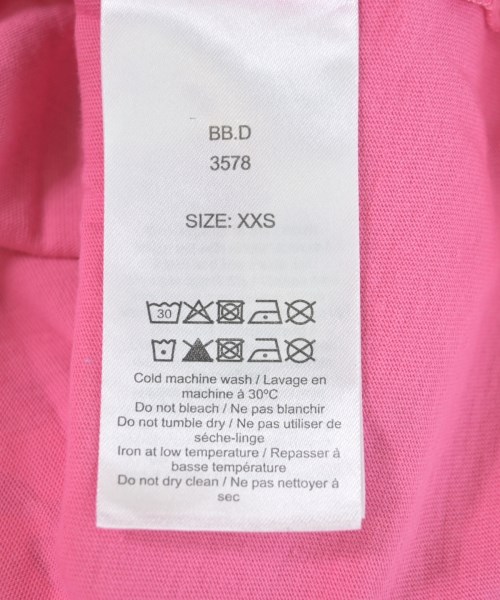 BB.D
3578
SIZE: XXS
30
Cold machine wash / Lavage en
machine à 30ºC
Do not bleach / Ne pas blanchir
Do not tumble dry / Ne pas utiliser de
séche-linge
Iron at low temperature / Repasser à
basse température
Do not dry clean / Ne pas nettoyer à
sec